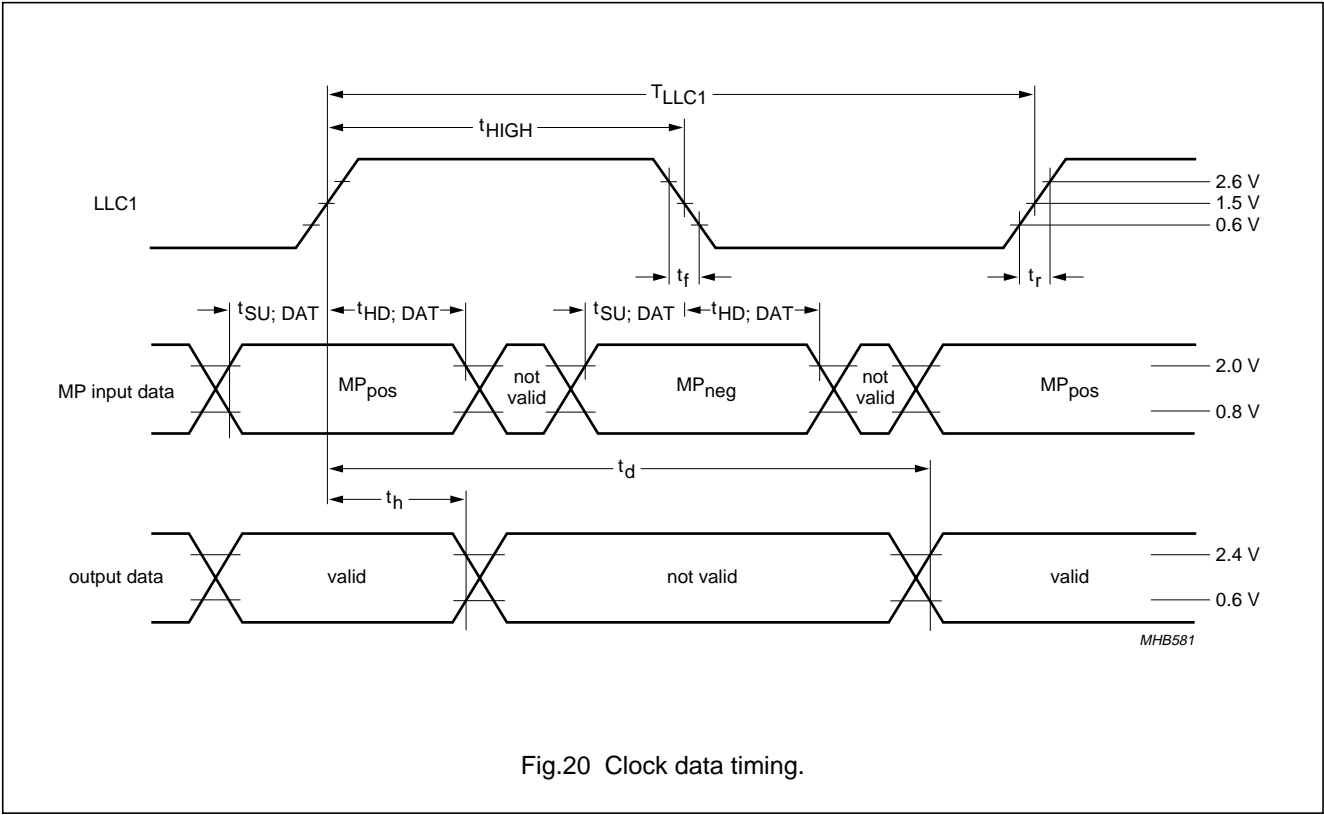 TLLC1
tHIGH
LLC1
2.6 V
1.5 V
0.6 V
tf
tr
tSU; DAT
tHD; DAT
tSU; DAT
tHD; DAT
MP input data
MPpos
not
valid
MPneg
not
valid
MPpos
2.0 V
0.8 V
td
th
output data
valid
not valid
valid
2.4 V
0.6 V
MHB581
Fig.20 Clock data timing.